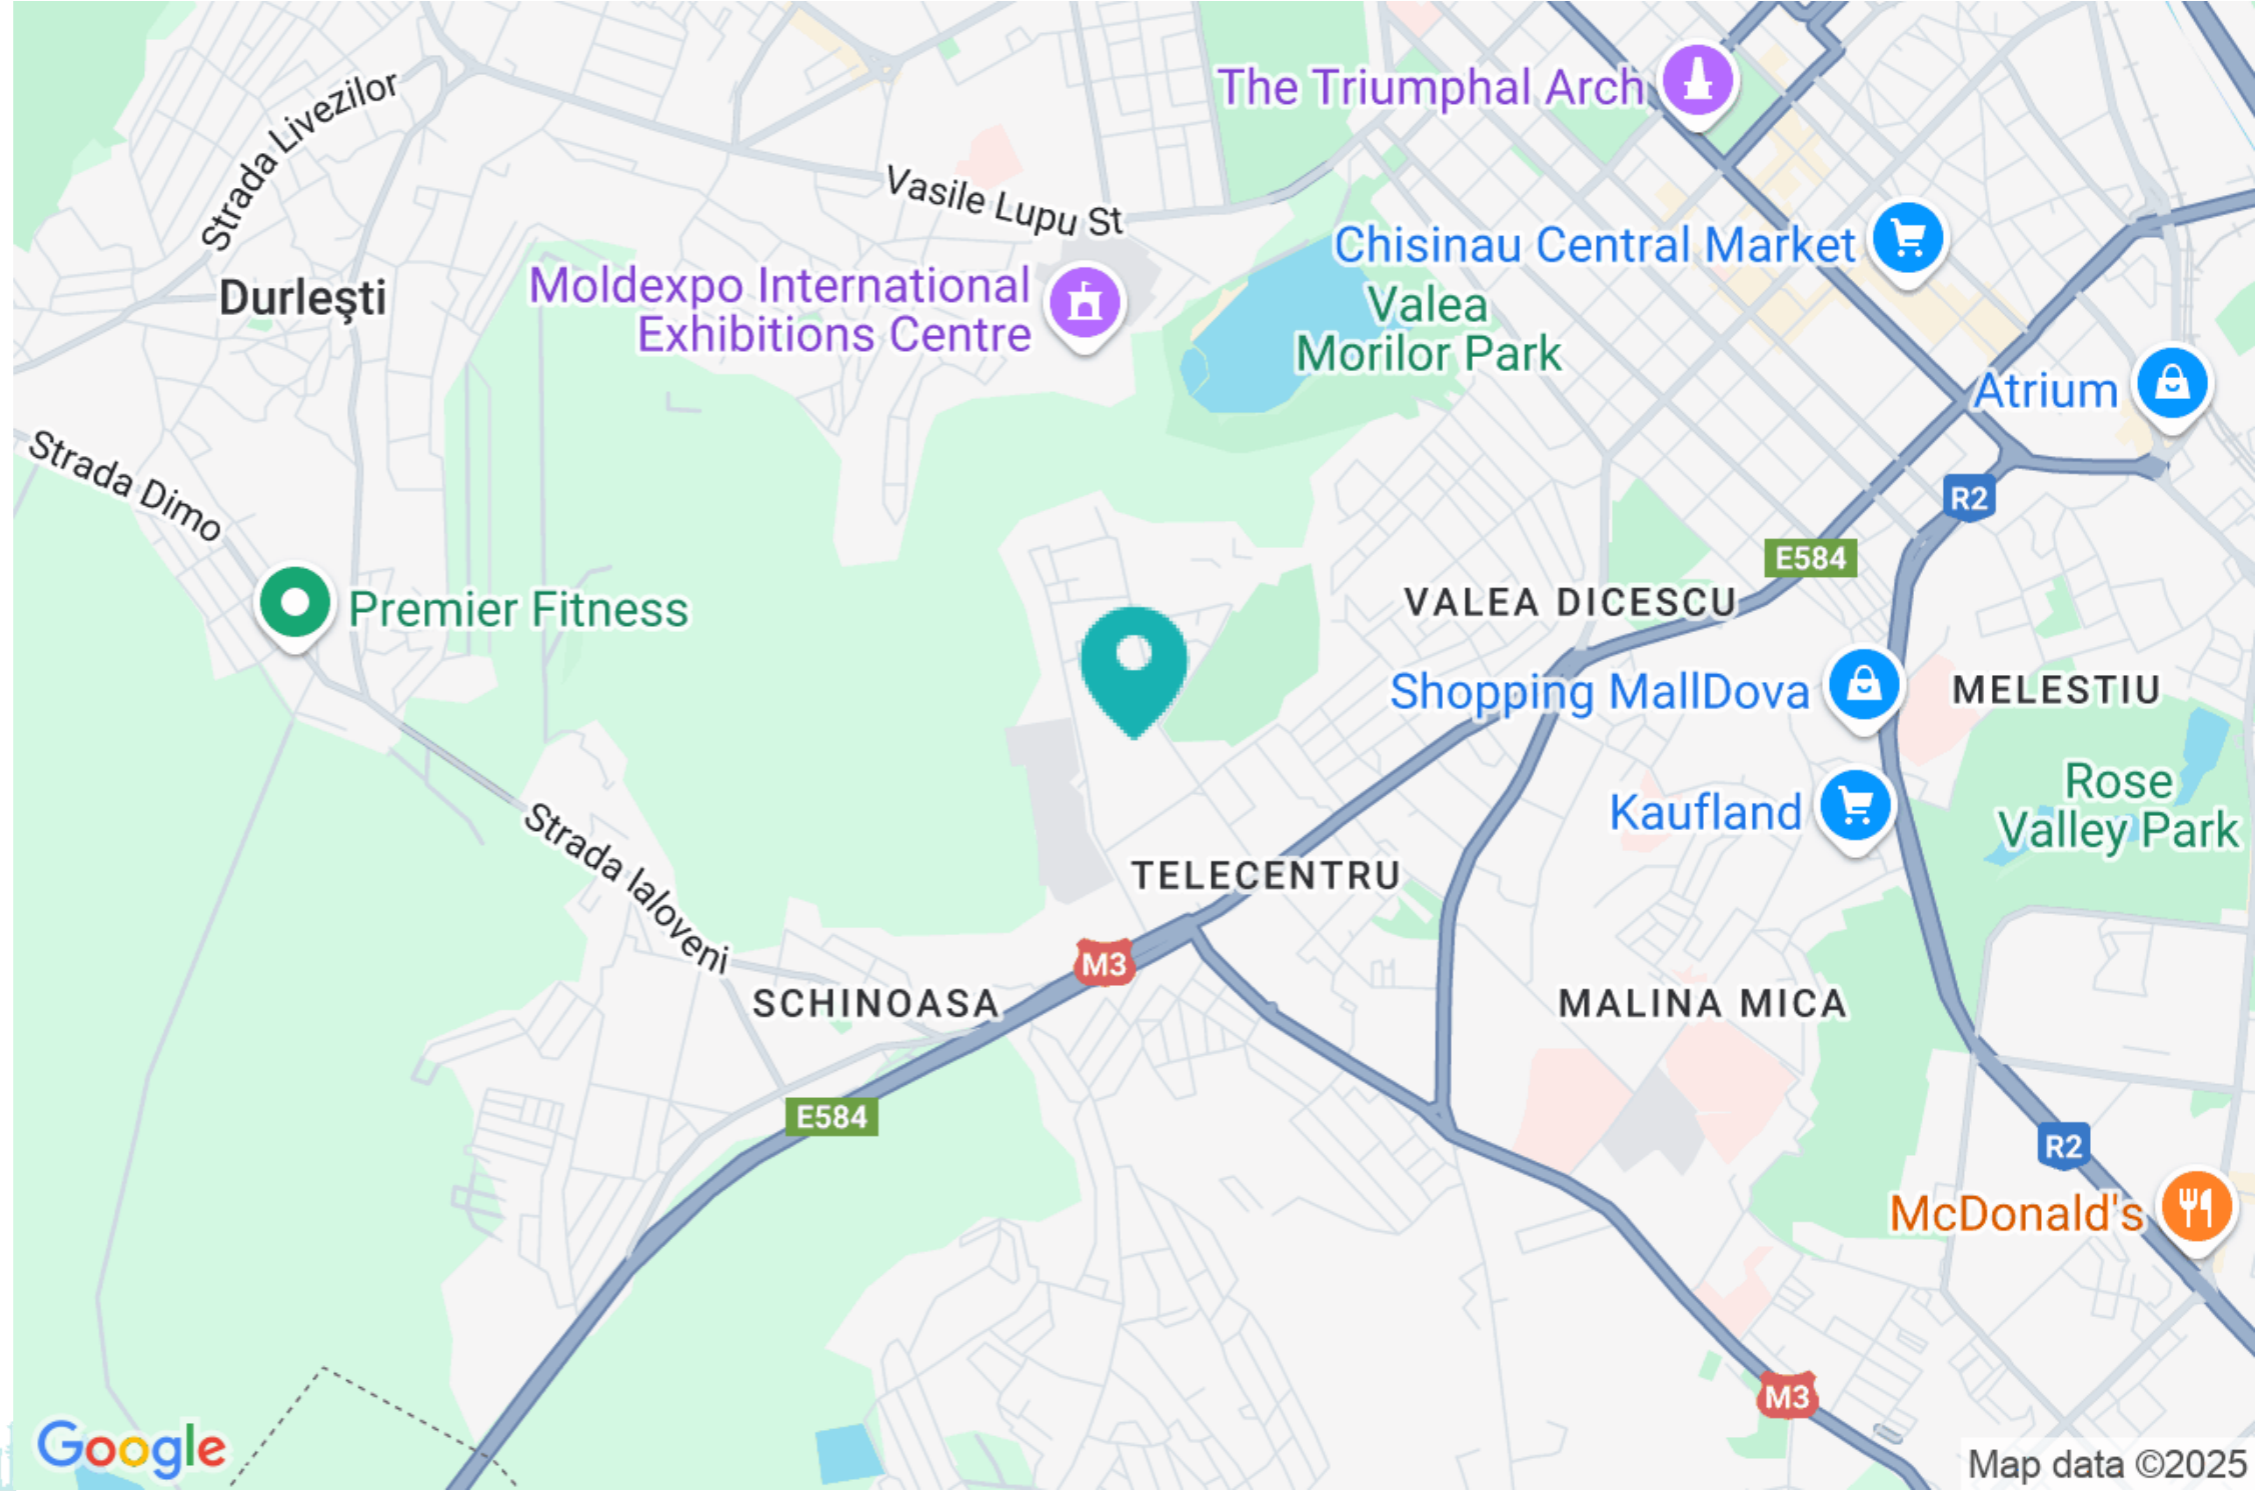 The Triumphal Arch
Strada Livezilor
Vasile Lupu St
Chisinau Central Market
Durleşti
Moldexpo International
Exhibitions Centre
Valea
Morilor Park
Atrium
Strada Dimo
R2
E584
Premier Fitness
VALEA DICESCU
Shopping MallDova
MELESTIU
Rose
Valley Park
Kaufland
Strada Ialoveni
TELECENTRU
M3
SCHINOASA
MALINA MICA
E584
R2
McDonald's
M3
Google
Map data ©2025